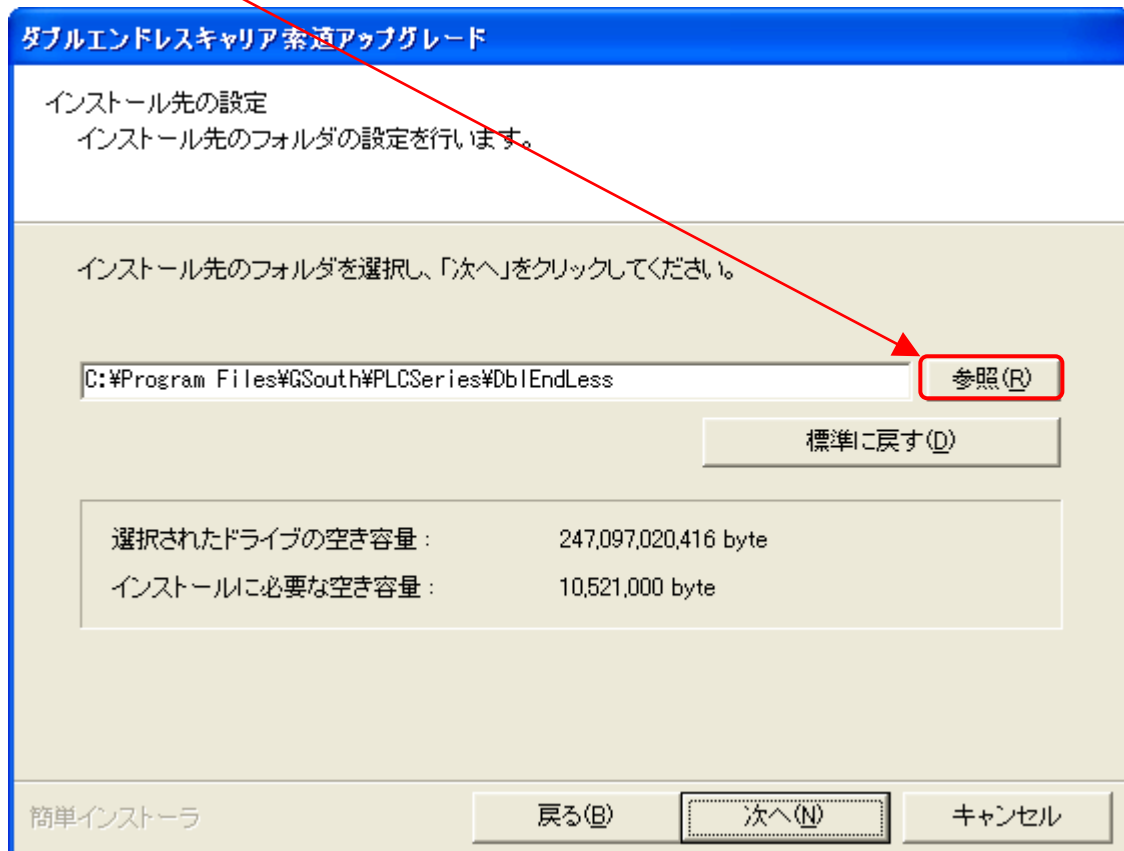 ダブルエンドレスキャリア索道アップグレード
インストール先の設定
インストール先のフォルダの設定を行います。
インストール先のフォルダを選択し、「次へ」をクリックしてください。
C:¥Program Files¥GSouth¥PLCSeries¥DblEndLess
参照(R)
標準に戻す(D)
選択されたドライブの空き容量： 247,097,020,416 byte
インストールに必要な空き容量： 10,521,000 byte
簡単インストーラ 戻る(B) 次へ(N) キャンセル